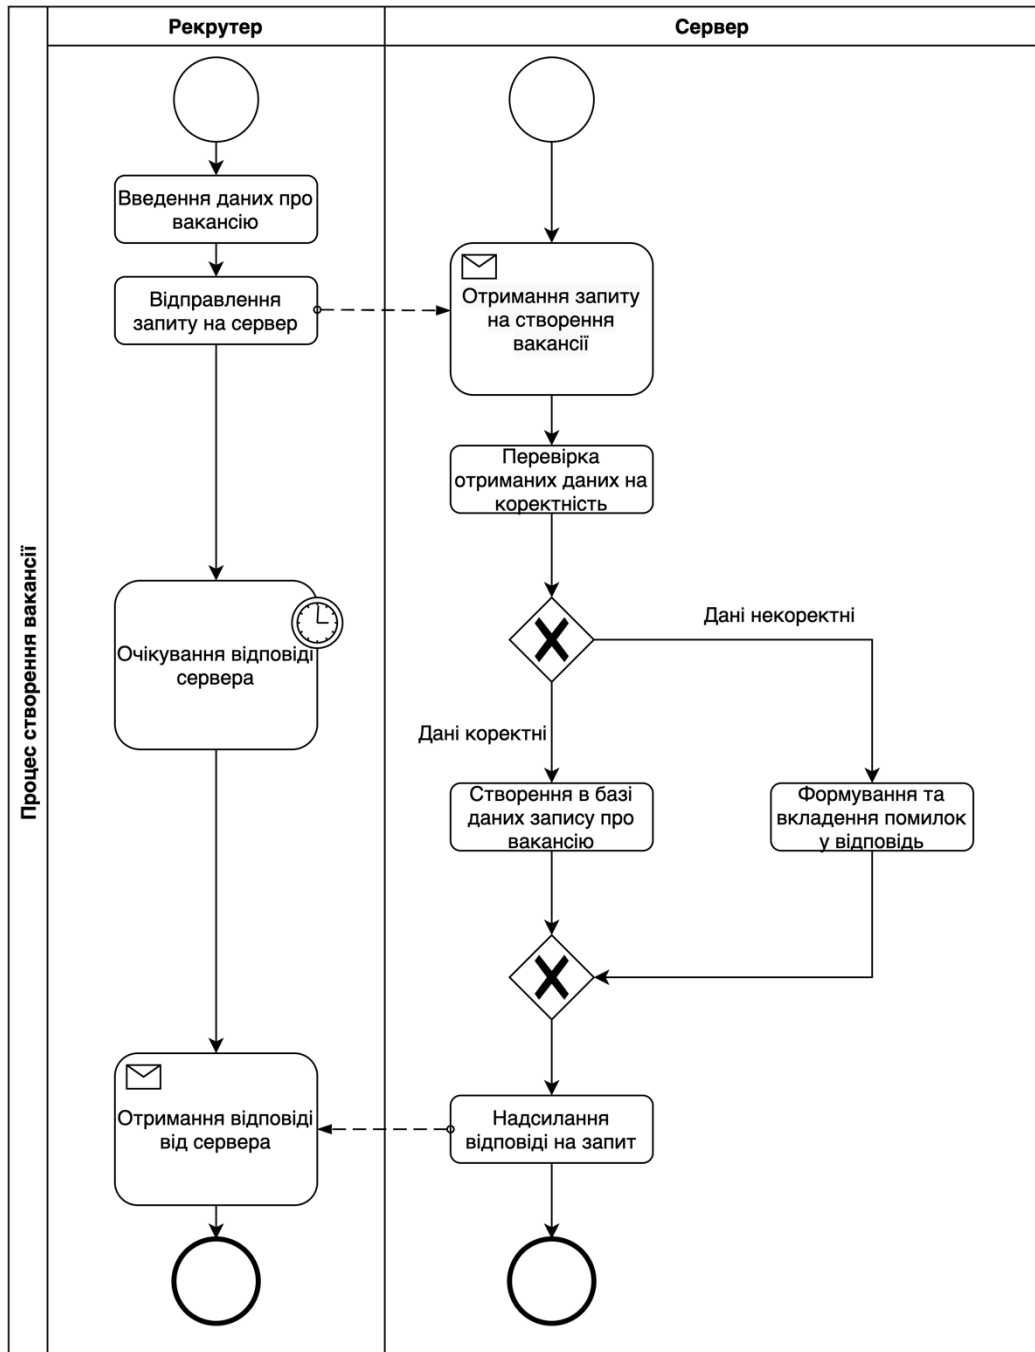 Процес створення вакансії
Рекрутер
Сервер
Введення даних про
вакансію
Відправлення
запиту на сервер
Отримання запиту
на створення
вакансії
Перевірка
отриманих даних на
коректність
Очікування відповіді
сервера
Дані некоректні
Дані коректні
Створення в базі
даних запису про
вакансію
Формування та
вкладення помилок
у відповідь
Отримання відповіді
від сервера
Надсилання
відповіді на запит